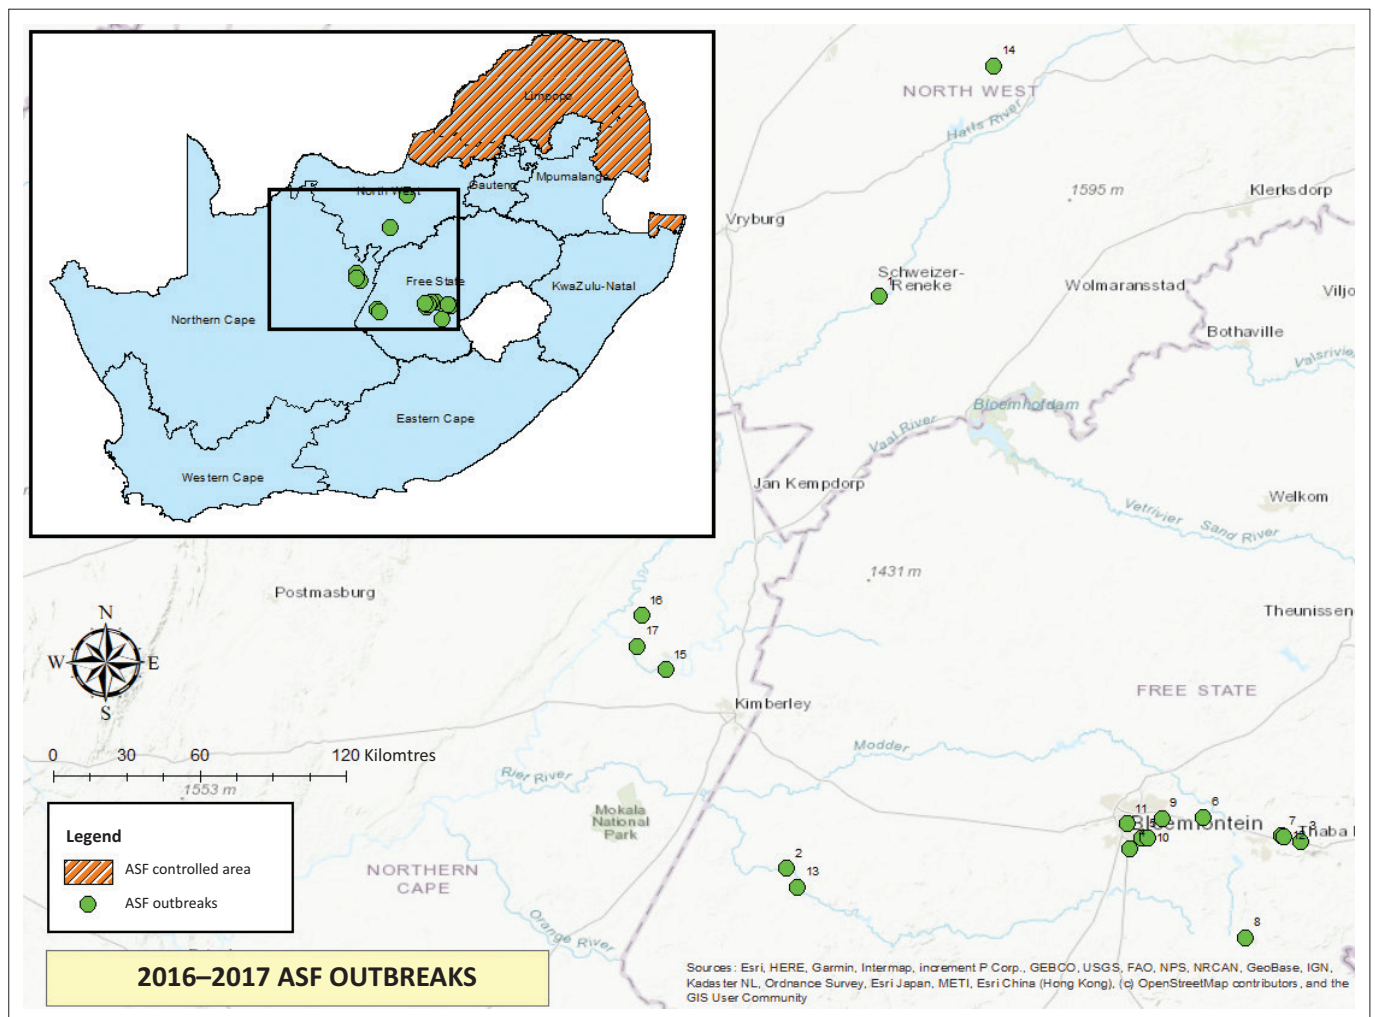 Limpopo
North West
Gauteng
Mpumalanga
Free State
KwaZulu-Natal
Northern Cape
Eastern Cape
Western Cape
14
NORTH WEST
Harts River
1595 m
Klerksdorp
Vryburg
Schweizer-
Reneke
1
Wolmaransstad
Viljo
Bothaville
Valsrivier
Bloemhofdam
Vaal River
Jan Kempdorp
Welkom
Vetrivier
Sand River
1431 m
Postmasburg
16
Theunissen
17
15
N
W
E
S
FREE STATE
Kimberley
Modder
0
30
60
120 Kilomtres
Riet River
1553 m
Mokala
National
Park
11
9
6
Bloemfontein
5
4
10
7
3
12
Thaba
2
13
NORTHERN
CAPE
Orange River
8
Legend
ASF controlled area
ASF outbreaks
2016–2017 ASF OUTBREAKS
Sources: Esri, HERE, Garmin, Intermap, increment P Corp., GEBCO, USGS, FAO, NPS, NRCAN, GeoBase, IGN,
Kadaster NL, Ordnance Survey, Esri Japan, METI, Esri China (Hong Kong), (c) OpenStreetMap contributors, and the
GIS User Community